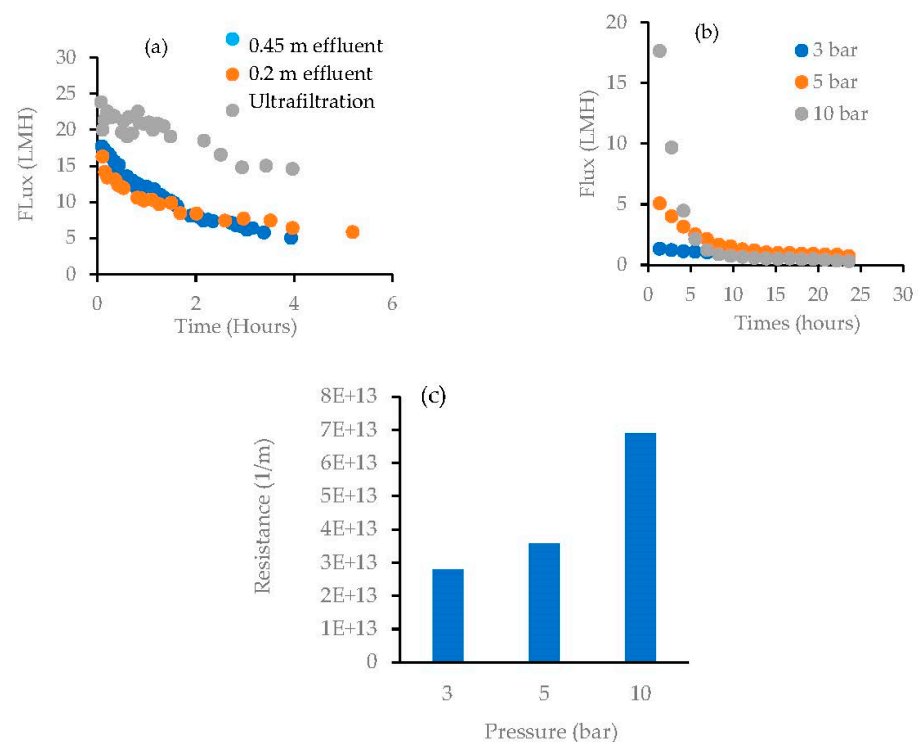 (a)
0.45 m effluent
0.2 m effluent
Ultrafiltration
30
25
20
15
10
5
0
FLux (LMH)
0
2
4
6
Time (Hours)
(b)
3 bar
5 bar
10 bar
20
15
10
5
0
Flux (LMH)
0
5
10
15
20
25
30
Times (hours)
(c)
8E+13
7E+13
6E+13
5E+13
4E+13
3E+13
2E+13
1E+13
0
Resistance (1/m)
3
5
10
Pressure (bar)